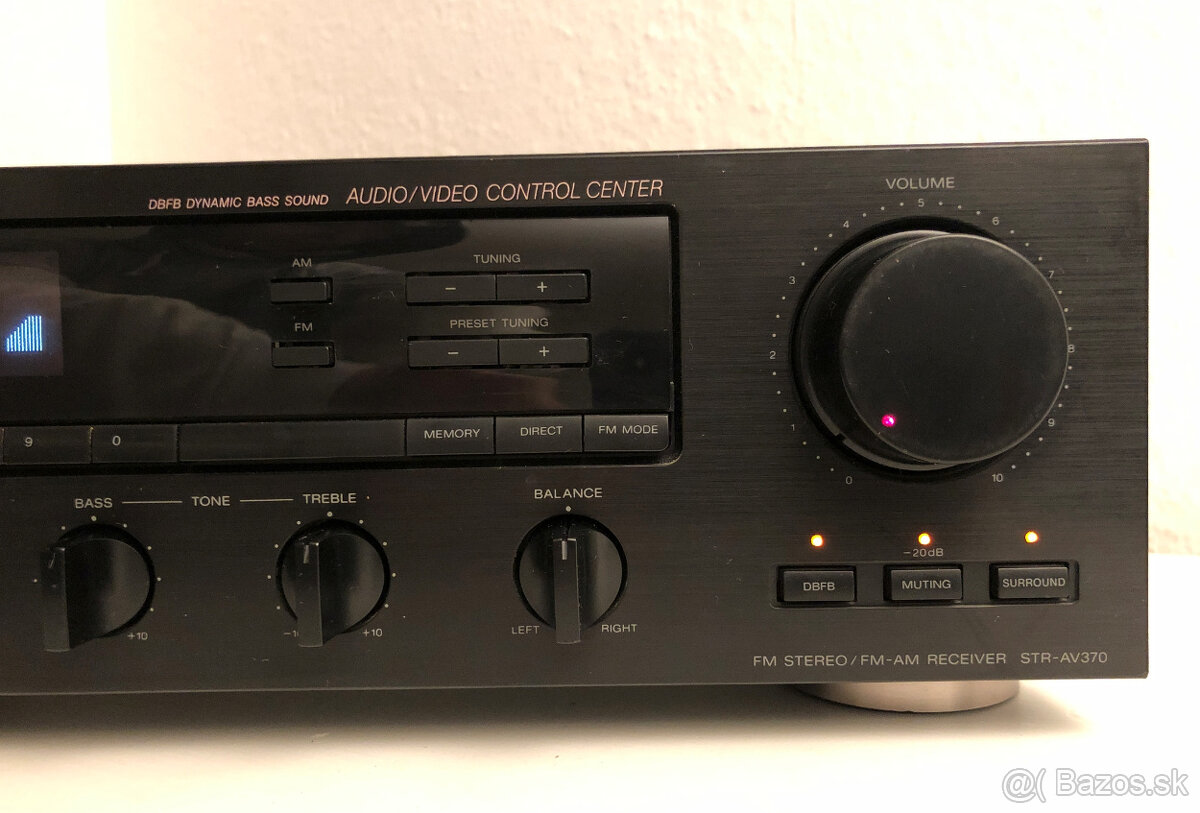 DBFB DYNAMIC BASS SOUND AUDIO/VIDEO CONTROL CENTER
VOLUME
0 1 2 3 4 5 6 7 8 9 10
AM
TUNING
− +
FM
PRESET TUNING
− +
9 0
MEMORY DIRECT FM MODE
BASS TONE TREBLE
BALANCE
+10
+10
LEFT RIGHT
−20dB
DBFB MUTING SURROUND
FM STEREO/FM-AM RECEIVER STR-AV370
@( Bazos.sk